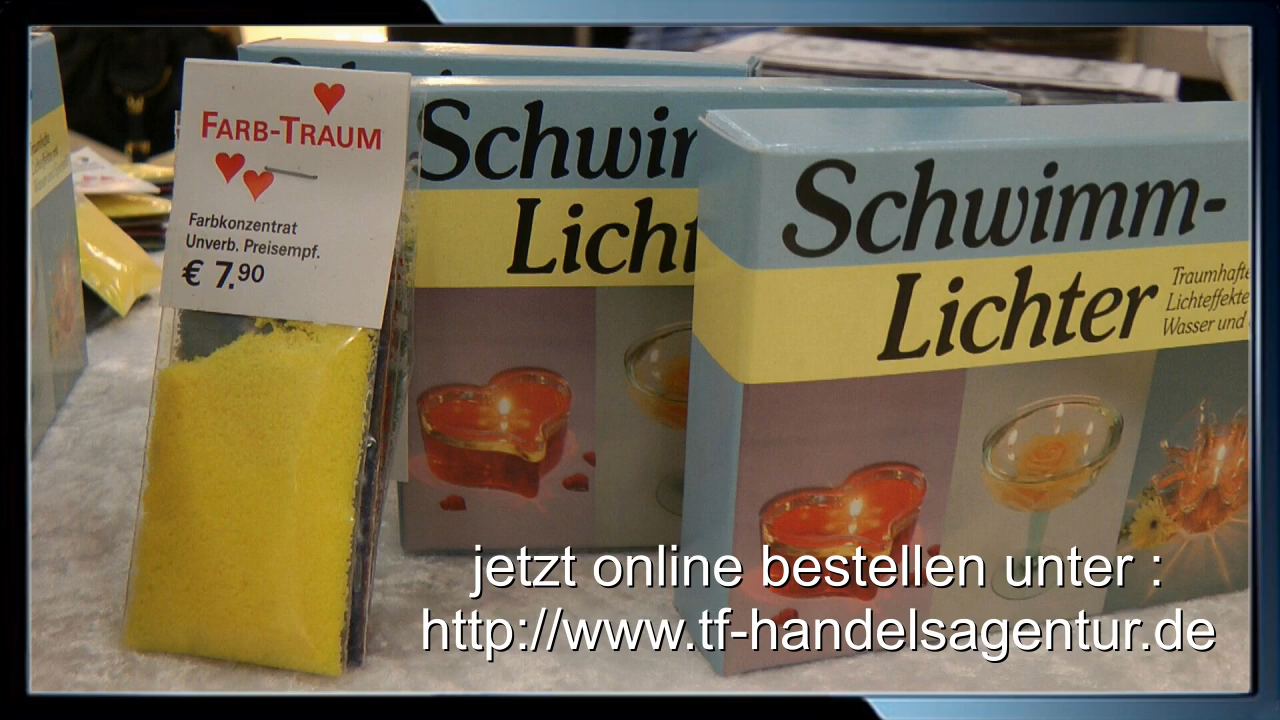 FARB-TRAUM
Farbkonzentrat
Unverb. Preisempf.
€ 7.90
Schwim
Licht
Schwimm-
Lichter
Traumhafte
Lichteffekte
Wasser und
jetzt online bestellen unter :
http://www.tf-handelsagentur.de